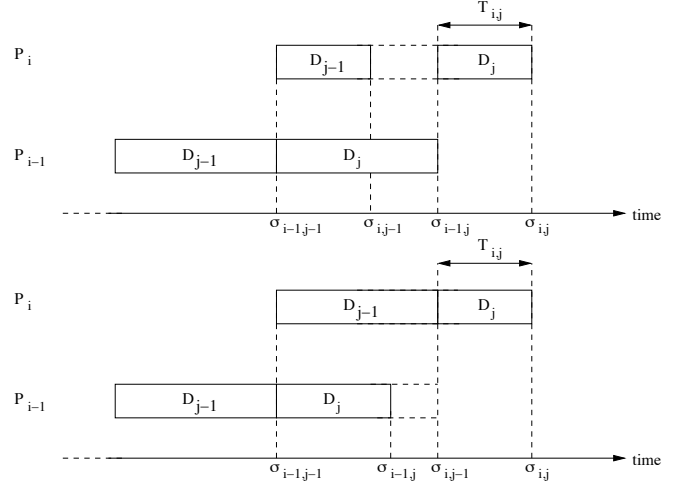 T i,j
P i D j−1 D j
P i−1 D j−1 D j
time
σ i−1,j−1 σ i,j−1 σ i−1,j σ i,j
T i,j
P i D j−1 D j
P i−1 D j−1 D j
time
σ i−1,j−1 σ i−1,j σ i,j−1 σ i,j